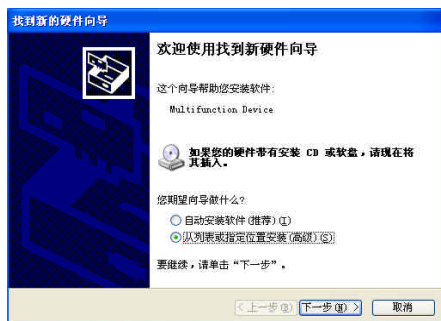 找到新的硬件向导
欢迎使用找到新硬件向导
这个向导帮助您安装软件:
Multifunction Device
如果您的硬件带有安装 CD 或软盘，请现在将
其插入。
您期望向导做什么?
自动安装软件(推荐)(I)
从列表或指定位置安装(高级)(S)
要继续，请单击“下一步”。
<上一步(B) 下一步(N)> 取消